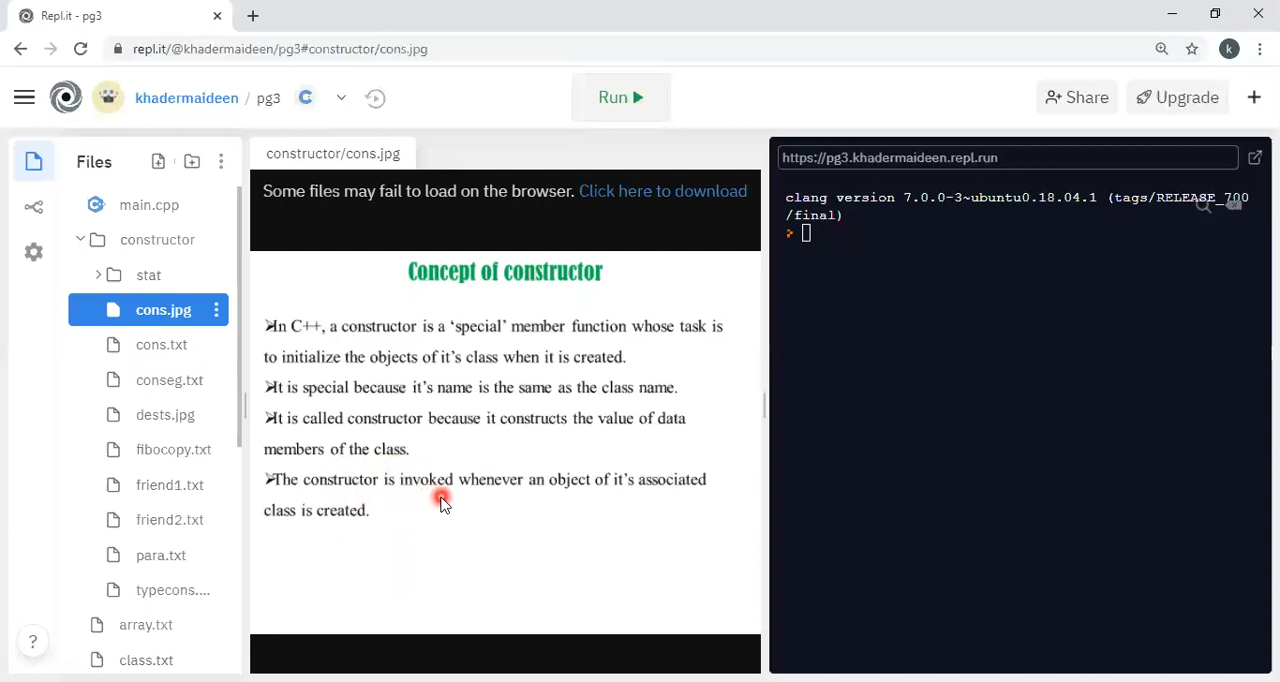 Repl.it - pg3
repl.it/@khadermaideen/pg3#constructor/cons.jpg
k
khadermaideen / pg3
Run
Share
Upgrade
Files
main.cpp
constructor
stat
cons.jpg
cons.txt
conseg.txt
dests.jpg
fibocopy.txt
friend1.txt
friend2.txt
para.txt
typecons....
array.txt
class.txt
?
constructor/cons.jpg
Some files may fail to load on the browser. Click here to download
Concept of constructor
➢In C++, a constructor is a ‘special’ member function whose task is
to initialize the objects of it’s class when it is created.
➢It is special because it’s name is the same as the class name.
➢It is called constructor because it constructs the value of data
members of the class.
➢The constructor is invoked whenever an object of it’s associated
class is created.
https://pg3.khadermaideen.repl.run
clang version 7.0.0-3~ubuntu0.18.04.1 (tags/RELEASE_700
/final)
>